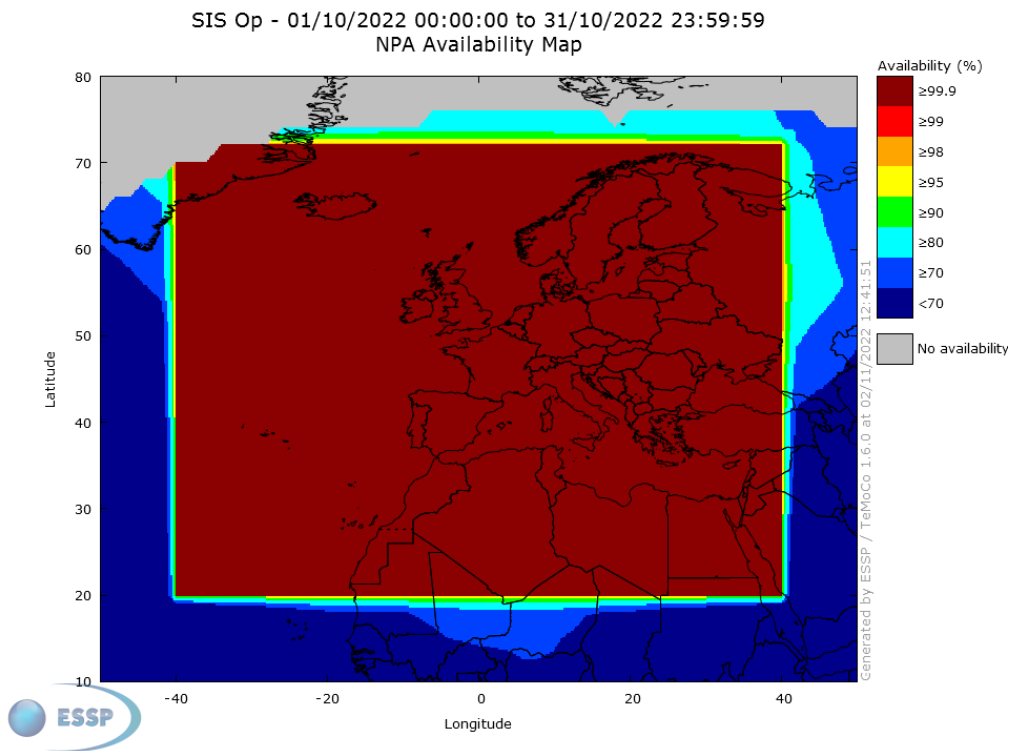 SIS Op - 01/10/2022 00:00:00 to 31/10/2022 23:59:59
NPA Availability Map
Availability (%)
≥99.9
≥99
≥98
≥95
≥90
≥80
≥70
<70
No availability
80
70
60
50
40
30
20
10
Latitude
-40
-20
0
20
40
Longitude
Generated by ESSP / TeMoCo 1.6.0 at 02/11/2022 12:41:51
ESSP